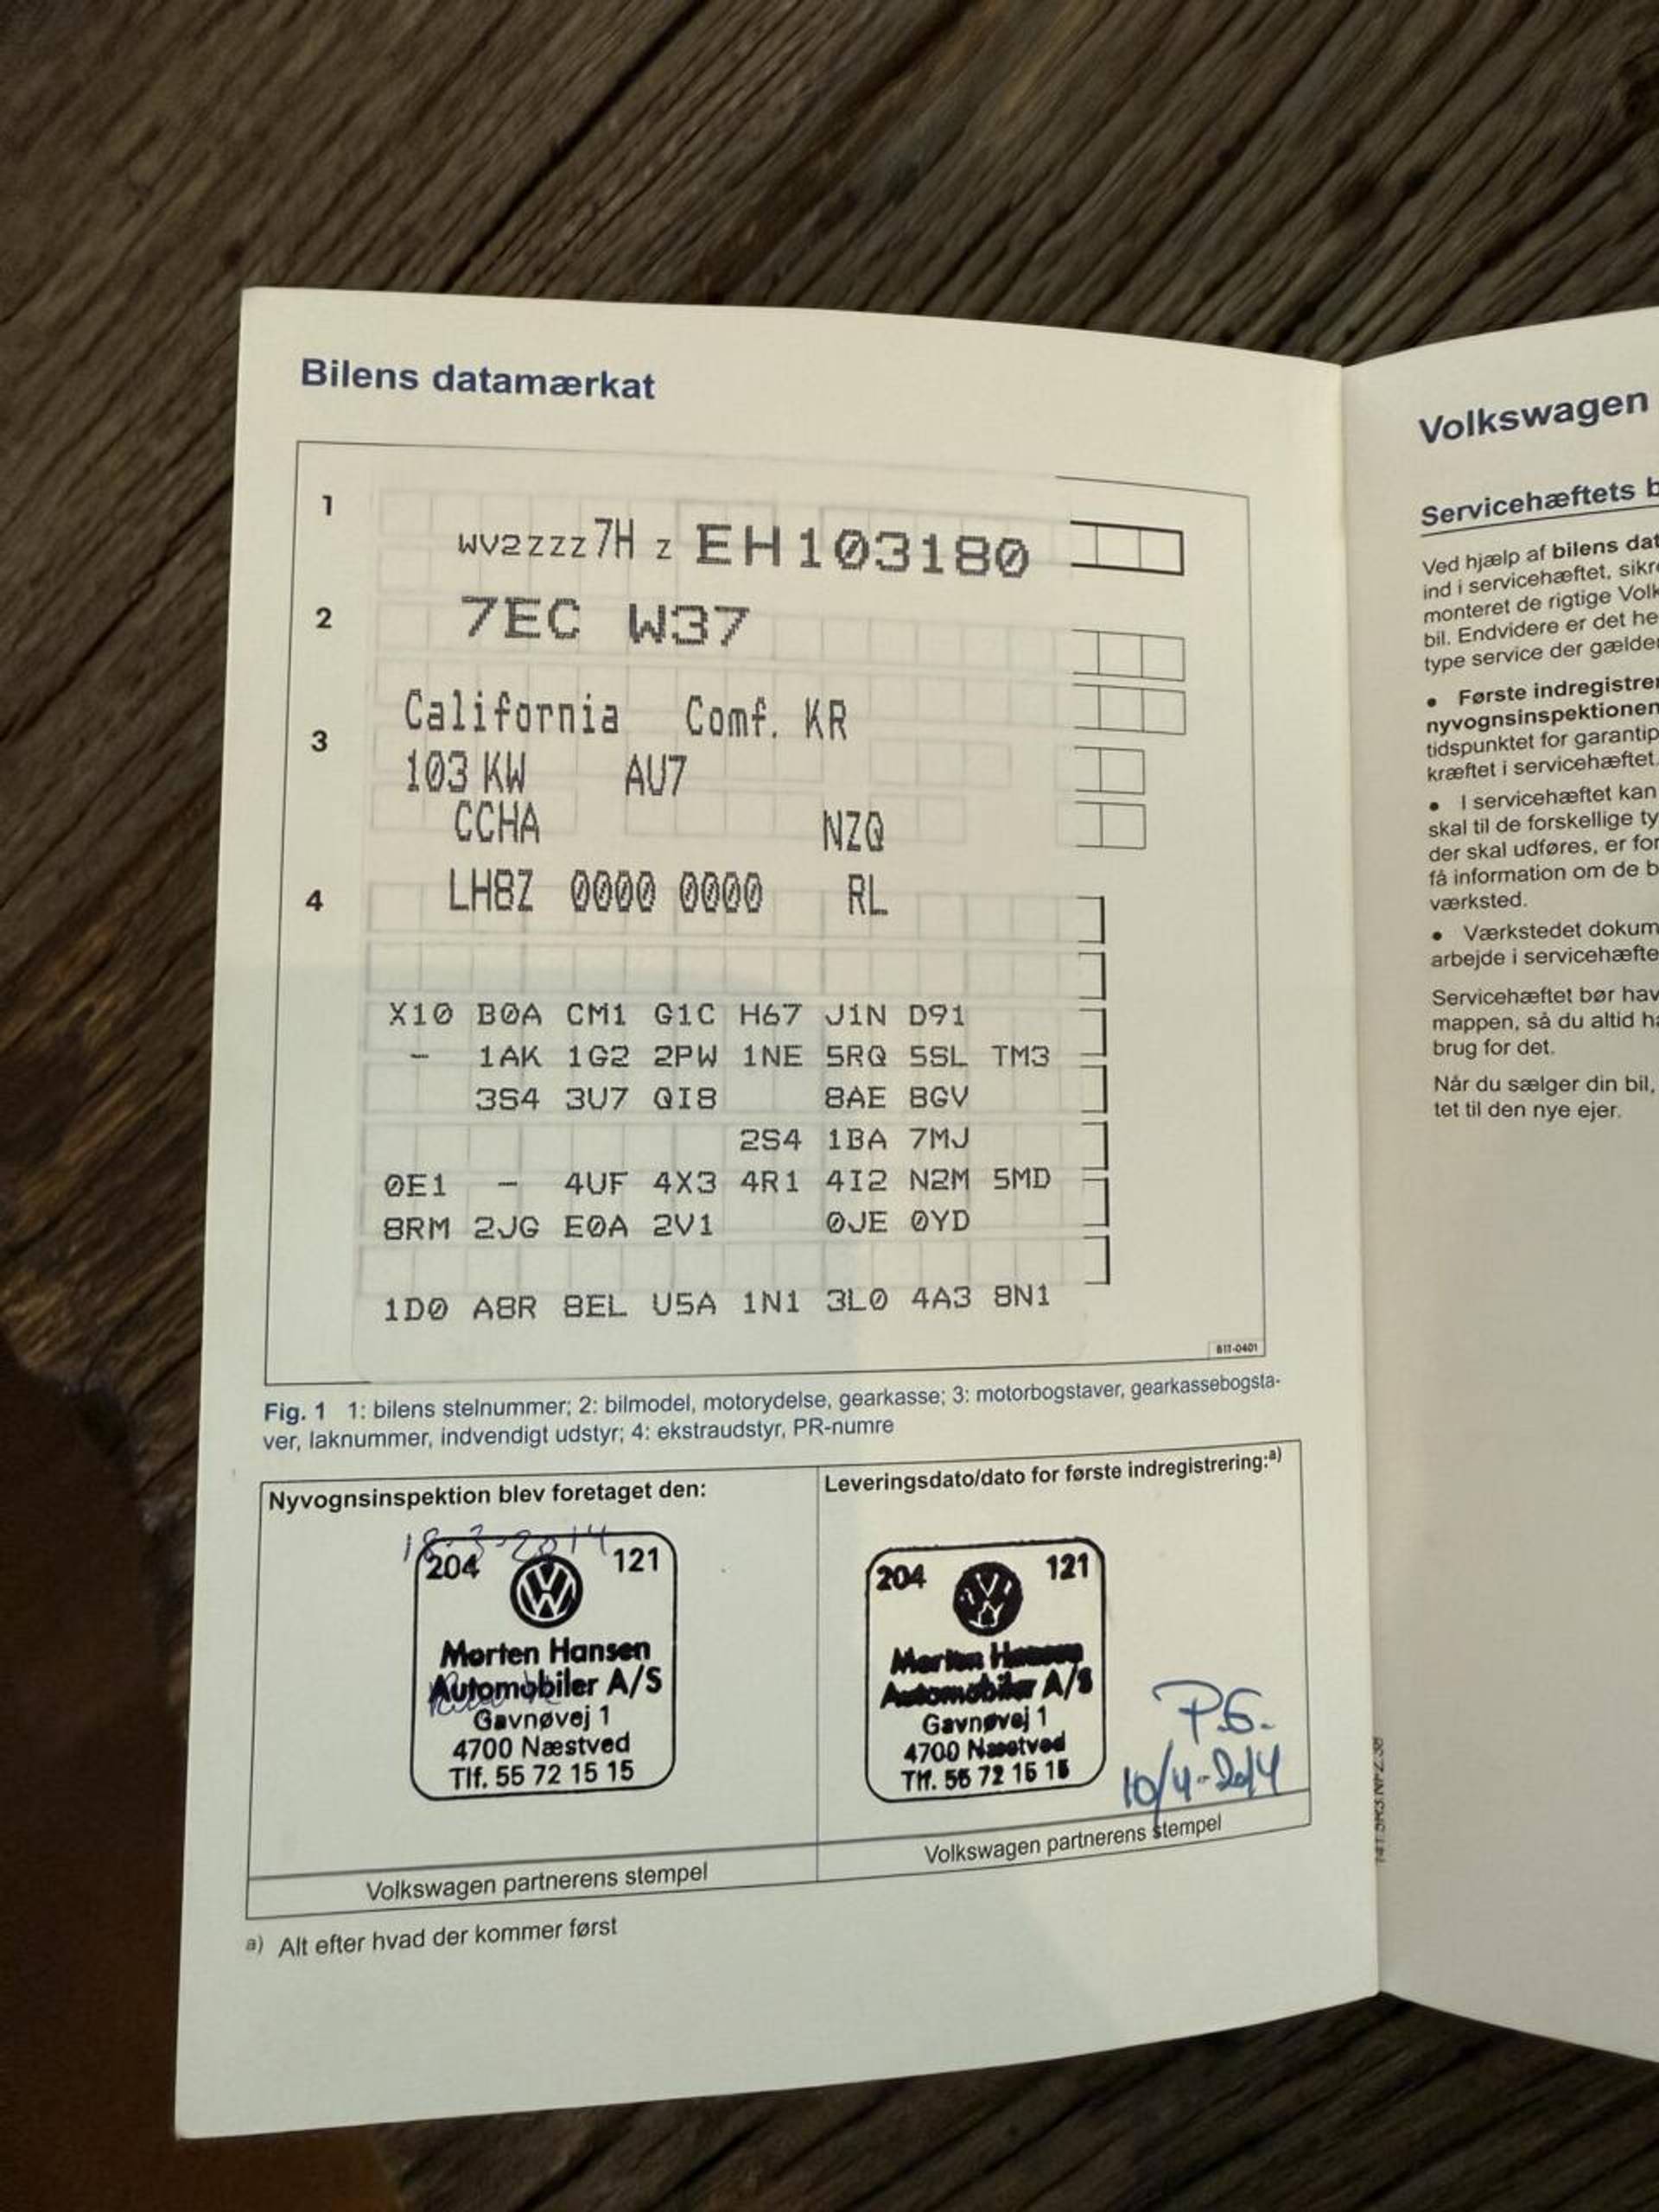 Bilens datamærkat
1
WV2ZZZ7H Z EH103180
2
7EC W37
California Comf. KR
3
103 KW AU7
CCHA NZQ
4
LH8Z 0000 0000 RL
X10 B0A CM1 G1C H67 J1N D91
- 1AK 1G2 2PW 1NE 5RQ 5SL TM3
3S4 3U7 QI8 8AE 8GV
2S4 1BA 7MJ
0E1 - 4UF 4X3 4R1 4I2 N2M 5MD
8RM 2JG E0A 2V1 0JE 0YD
1D0 A8R 8EL U5A 1N1 3L0 4A3 8N1
B1T-0401
Fig. 1 1: bilens stelnummer; 2: bilmodel, motorydelse, gearkasse; 3: motorbogstaver, gearkassebogsta-
ver, laknummer, indvendigt udstyr; 4: ekstraudstyr, PR-numre
Nyvognsinspektion blev foretaget den:
18-3-2014
204 121
Morten Hansen
Automobiler A/S
Gavnøvej 1
4700 Næstved
Tlf. 55 72 15 15
Volkswagen partnerens stempel
Leveringsdato/dato for første indregistrering:a)
204 121
Morten Hansen
Automobiler A/S
Gavnøvej 1
4700 Næstved
Tlf. 55 72 15 15
P.G.
10/4-2014
Volkswagen partnerens stempel
a) Alt efter hvad der kommer først
Volkswagen
Servicehæftets b
Ved hjælp af bilens dat
ind i servicehæftet, sikre
monteret de rigtige Volk
bil. Endvidere er det he
type service der gælder
• Første indregistrer
nyvognsinspektionen
tidspunktet for garantip
kræftet i servicehæftet.
• I servicehæftet kan
skal til de forskellige ty
der skal udføres, er for
få information om de b
værksted.
• Værkstedet dokum
arbejde i servicehæfte
Servicehæftet bør hav
mappen, så du altid ha
brug for det.
Når du sælger din bil,
tet til den nye ejer.